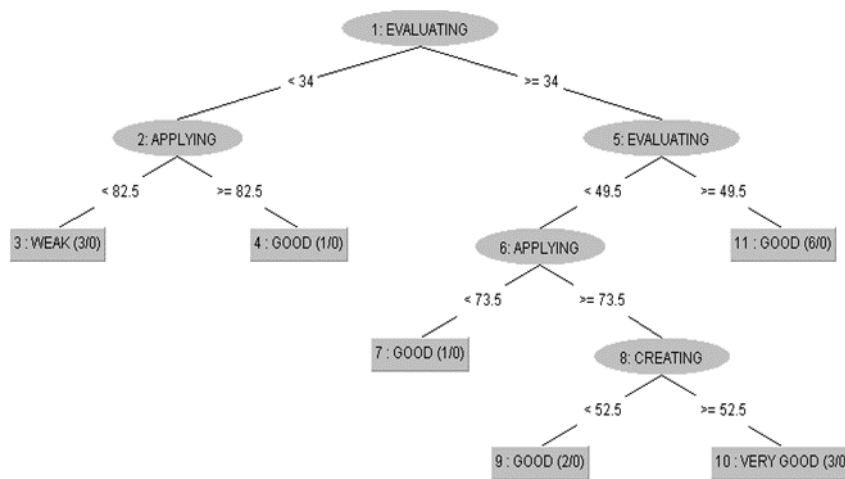 1: EVALUATING
< 34
>= 34
2: APPLYING
5: EVALUATING
< 82.5
>= 82.5
< 49.5
>= 49.5
3 : WEAK (3/0)
4 : GOOD (1/0)
6: APPLYING
11 : GOOD (6/0)
< 73.5
>= 73.5
7 : GOOD (1/0)
8: CREATING
< 52.5
>= 52.5
9 : GOOD (2/0)
10 : VERY GOOD (3/0